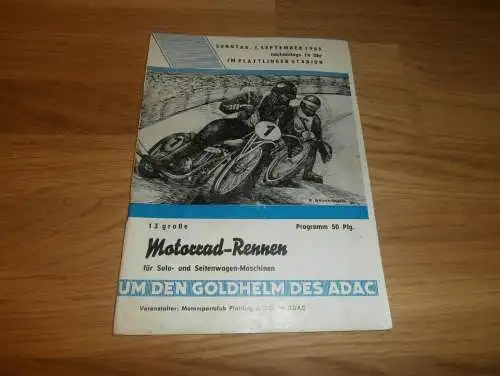 SONNTAG, 7. SEPTEMBER
nachmittags 14 Uhr
IM PLATTLINGER STADION
1
13 große
Programm 50 Pfg.
Motorrad-Rennen
für Solo- und Seitenwagen-Maschinen
UM DEN GOLDHELM DES ADAC
Veranstalter: Motorsportclub Plattling ADAC